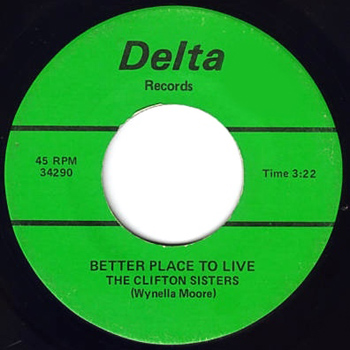 Delta
Records
45 RPM
34290
Time 3:22
BETTER PLACE TO LIVE
THE CLIFTON SISTERS
(Wynella Moore)